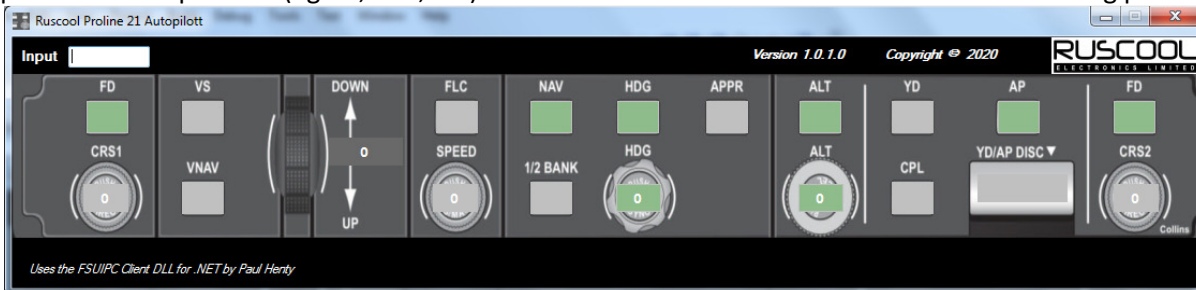 Ruscool Proline 21 Autopilott
Input
Version 1.0.1.0 Copyright © 2020
RUSCOOL
ELECTRONICS LIMITED
FD VS DOWN FLC NAV HDG APPR ALT YD AP FD
CRS1 VNAV 0 SPEED 1/2 BANK HDG ALT CPL YD/AP DISC ▼ CRS2
0 0 0 0 0
UP
Collins
Uses the FSUIPC Client DLL for .NET by Paul Henty